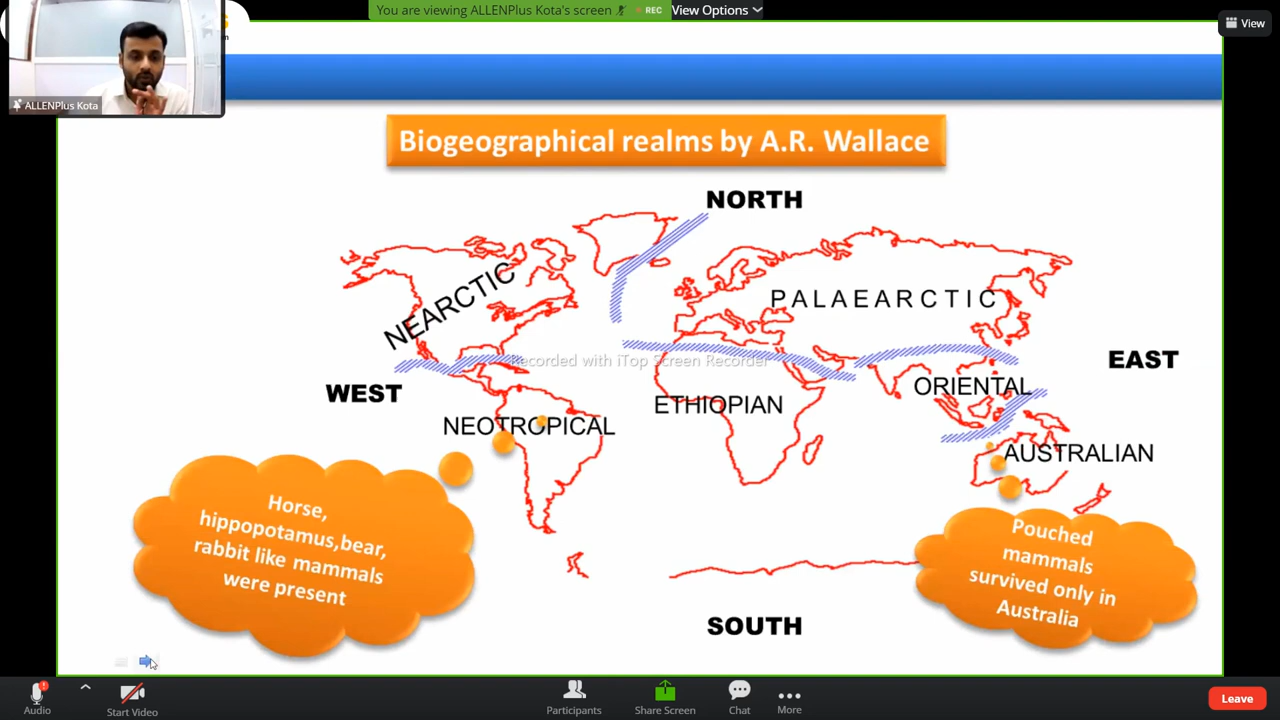 You are viewing ALLENPlus Kota's screen
REC
View Options
View
ALLENPlus Kota
Biogeographical realms by A.R. Wallace
NORTH
NEARCTIC
PALAEARCTIC
Recorded with iTop Screen Recorder
EAST
WEST
ORIENTAL
ETHIOPIAN
NEOTROPICAL
AUSTRALIAN
Horse,
hippopotamus,bear,
rabbit like mammals
were present
Pouched
mammals
survived only in
Australia
SOUTH
Audio
Start Video
Participants
Share Screen
Chat
More
Leave